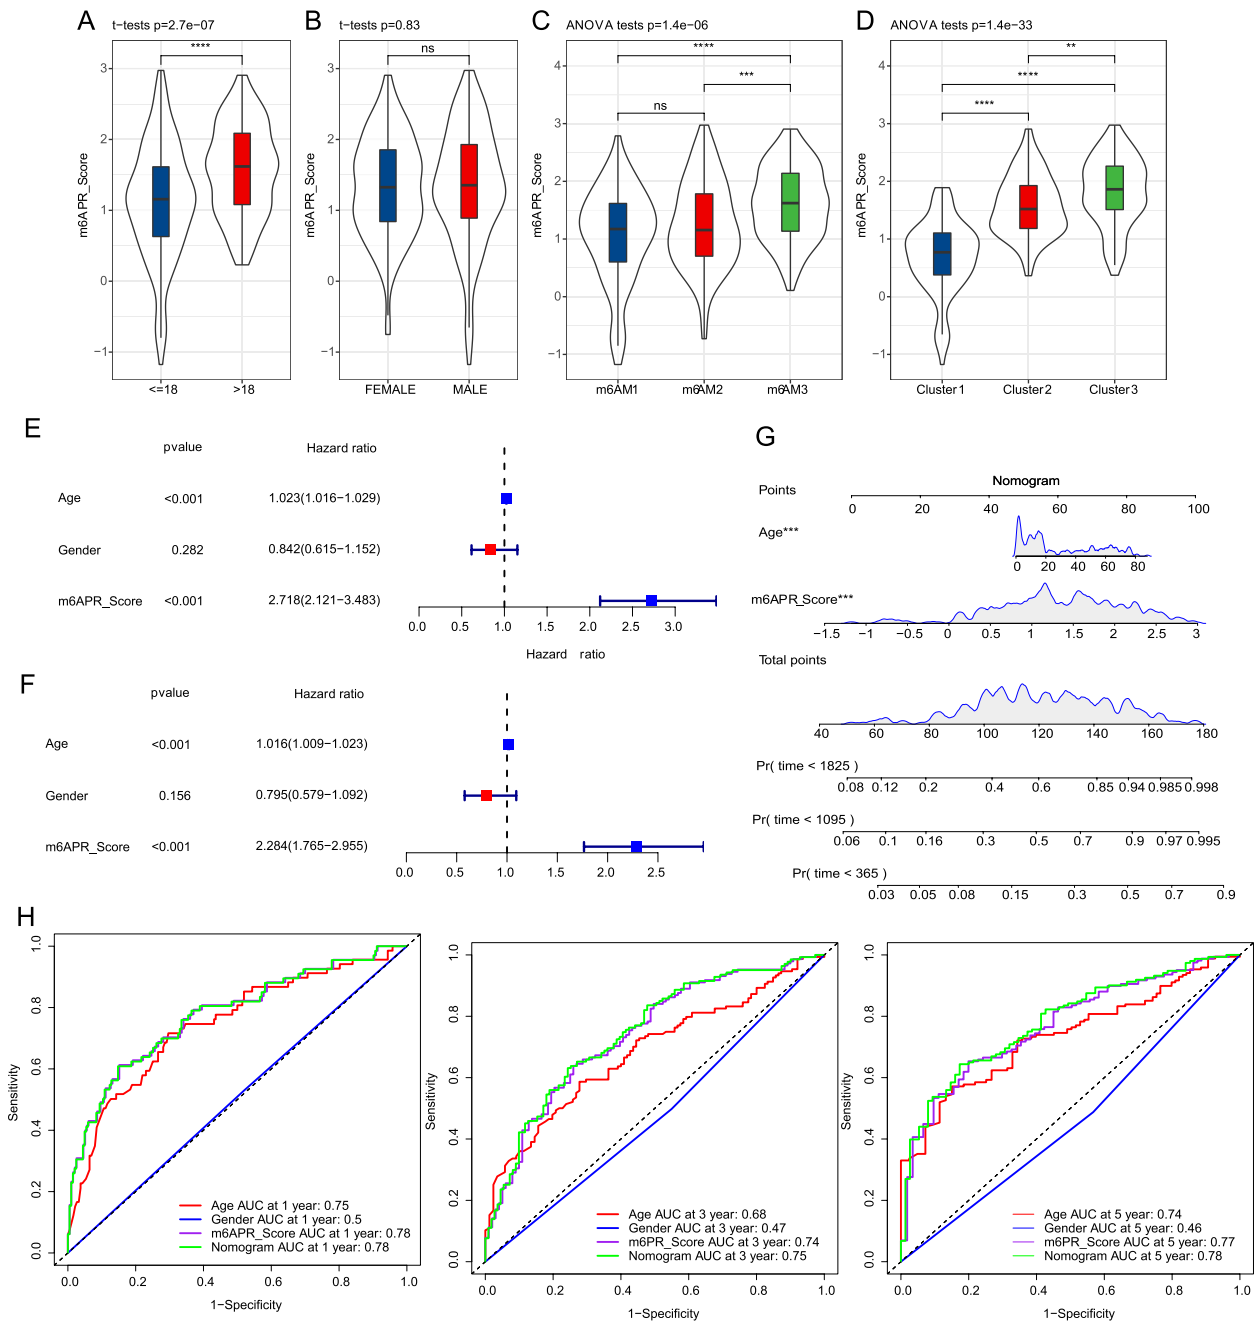 A
t−tests p=2.7e−07
****
m6A PR_Score
3
2
1
0
−1
<=18
>18
B
t−tests p=0.83
ns
m6A PR_Score
3
2
1
0
−1
FEMALE
MALE
C
ANOVA tests p=1.4e−06
****
***
ns
m6A PR_Score
4
3
2
1
0
−1
m6AM1
m6AM2
m6AM3
D
ANOVA tests p=1.4e−33
**
****
****
m6A PR_Score
4
3
2
1
0
−1
Cluster1
Cluster2
Cluster3
E
pvalue Hazard ratio
Age <0.001 1.023(1.016−1.029)
Gender 0.282 0.842(0.615−1.152)
m6APR_Score <0.001 2.718(2.121−3.483)
0.0 0.5 1.0 1.5 2.0 2.5 3.0
Hazard ratio
F
pvalue Hazard ratio
Age <0.001 1.016(1.009−1.023)
Gender 0.156 0.795(0.579−1.092)
m6APR_Score <0.001 2.284(1.765−2.955)
0.0 0.5 1.0 1.5 2.0 2.5
G
Nomogram
Points
0 20 40 60 80 100
Age***
0 20 40 60 80
m6APR_Score***
−1.5 −1 −0.5 0 0.5 1 1.5 2 2.5 3
Total points
40 60 80 100 120 140 160 180
Pr( time < 1825 )
0.08 0.12 0.2 0.4 0.6 0.85 0.94 0.985 0.998
Pr( time < 1095 )
0.06 0.1 0.16 0.3 0.5 0.7 0.9 0.97 0.995
Pr( time < 365 )
0.03 0.05 0.08 0.15 0.3 0.5 0.7 0.9
H
Sensitivity
1.0
0.8
0.6
0.4
0.2
0.0
Age AUC at 1 year: 0.75
Gender AUC at 1 year: 0.5
m6APR_Score AUC at 1 year: 0.78
Nomogram AUC at 1 year: 0.78
0.0 0.2 0.4 0.6 0.8 1.0
1−Specificity
Sensitivity
1.0
0.8
0.6
0.4
0.2
0.0
Age AUC at 3 year: 0.68
Gender AUC at 3 year: 0.47
m6PR_Score AUC at 3 year: 0.74
Nomogram AUC at 3 year: 0.75
0.0 0.2 0.4 0.6 0.8 1.0
1−Specificity
Sensitivity
1.0
0.8
0.6
0.4
0.2
0.0
Age AUC at 5 year: 0.74
Gender AUC at 5 year: 0.46
m6PR_Score AUC at 5 year: 0.77
Nomogram AUC at 5 year: 0.78
0.0 0.2 0.4 0.6 0.8 1.0
1−Specificity